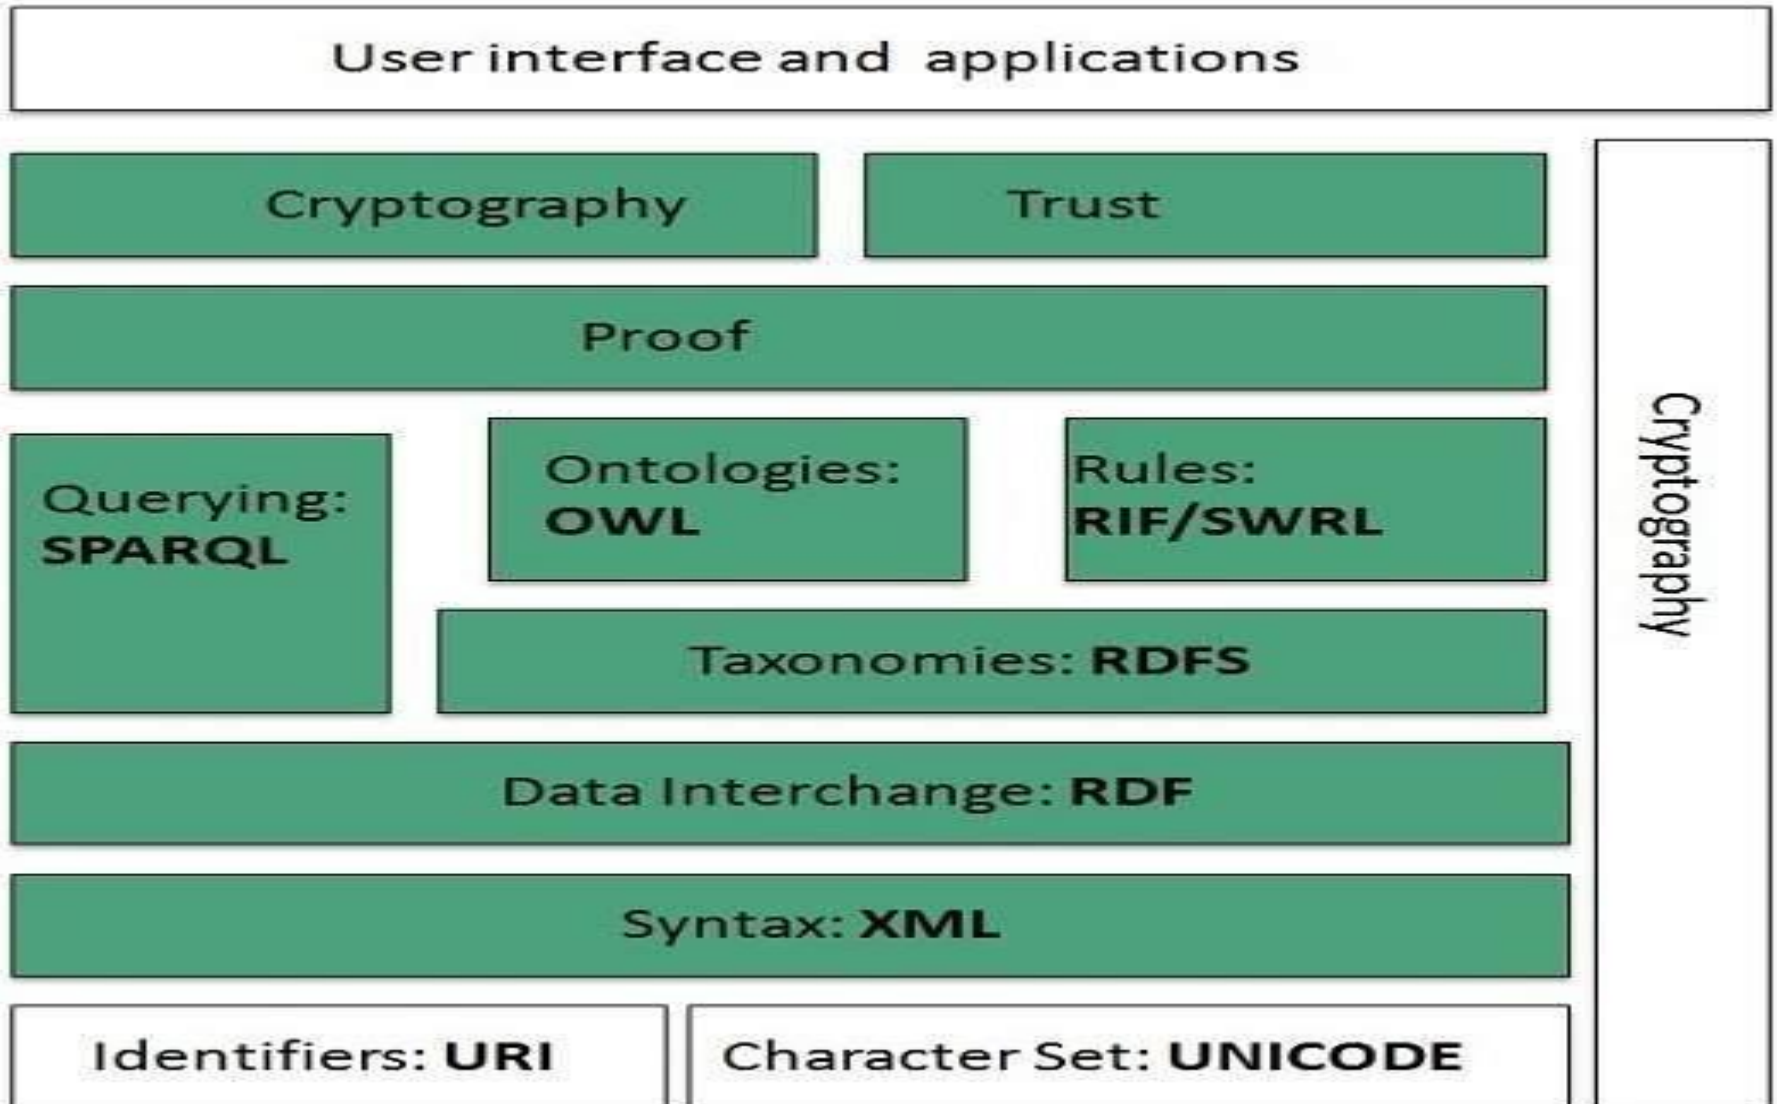 User interface and applications
Cryptography
Trust
Proof
Querying:
SPARQL
Ontologies:
OWL
Rules:
RIF/SWRL
Taxonomies: RDFS
Data Interchange: RDF
Syntax: XML
Identifiers: URI
Character Set: UNICODE
Cryptography